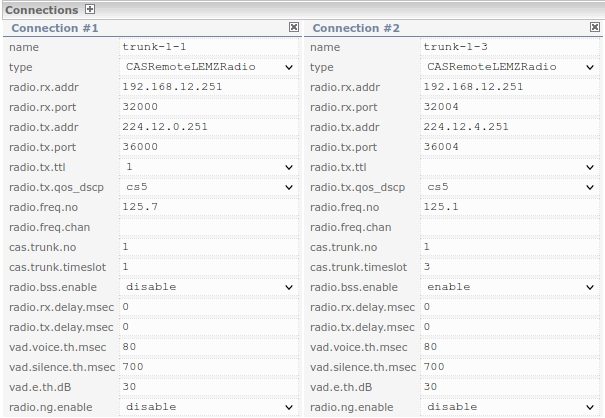 Connections
Connection #1
name trunk-1-1
type CASRemoteLEMZRadio
radio.rx.addr 192.168.12.251
radio.rx.port 32000
radio.tx.addr 224.12.0.251
radio.tx.port 36000
radio.tx.ttl 1
radio.tx.qos_dscp cs5
radio.freq.no 125.7
radio.freq.chan
cas.trunk.no 1
cas.trunk.timeslot 1
radio.bss.enable disable
radio.rx.delay.msec 0
radio.tx.delay.msec 0
vad.voice.th.msec 80
vad.silence.th.msec 700
vad.e.th.dB 30
radio.ng.enable disable
Connection #2
name trunk-1-3
type CASRemoteLEMZRadio
radio.rx.addr 192.168.12.251
radio.rx.port 32004
radio.tx.addr 224.12.4.251
radio.tx.port 36004
radio.tx.ttl
radio.tx.qos_dscp cs5
radio.freq.no 125.1
radio.freq.chan
cas.trunk.no 1
cas.trunk.timeslot 3
radio.bss.enable enable
radio.rx.delay.msec 0
radio.tx.delay.msec 0
vad.voice.th.msec 80
vad.silence.th.msec 700
vad.e.th.dB 30
radio.ng.enable disable